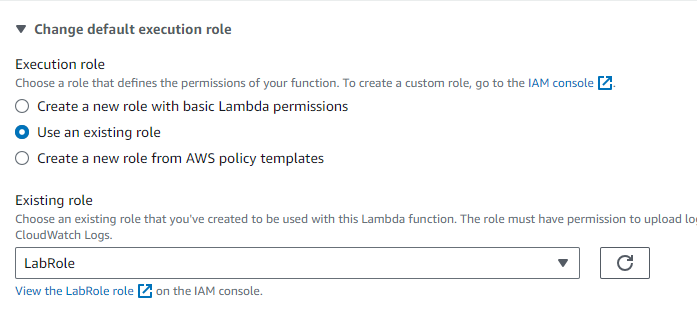 Change default execution role
Execution role
Choose a role that defines the permissions of your function. To create a custom role, go to the IAM console.
Create a new role with basic Lambda permissions
Use an existing role
Create a new role from AWS policy templates
Existing role
Choose an existing role that you've created to be used with this Lambda function. The role must have permission to upload
CloudWatch Logs.
LabRole
View the LabRole role on the IAM console.